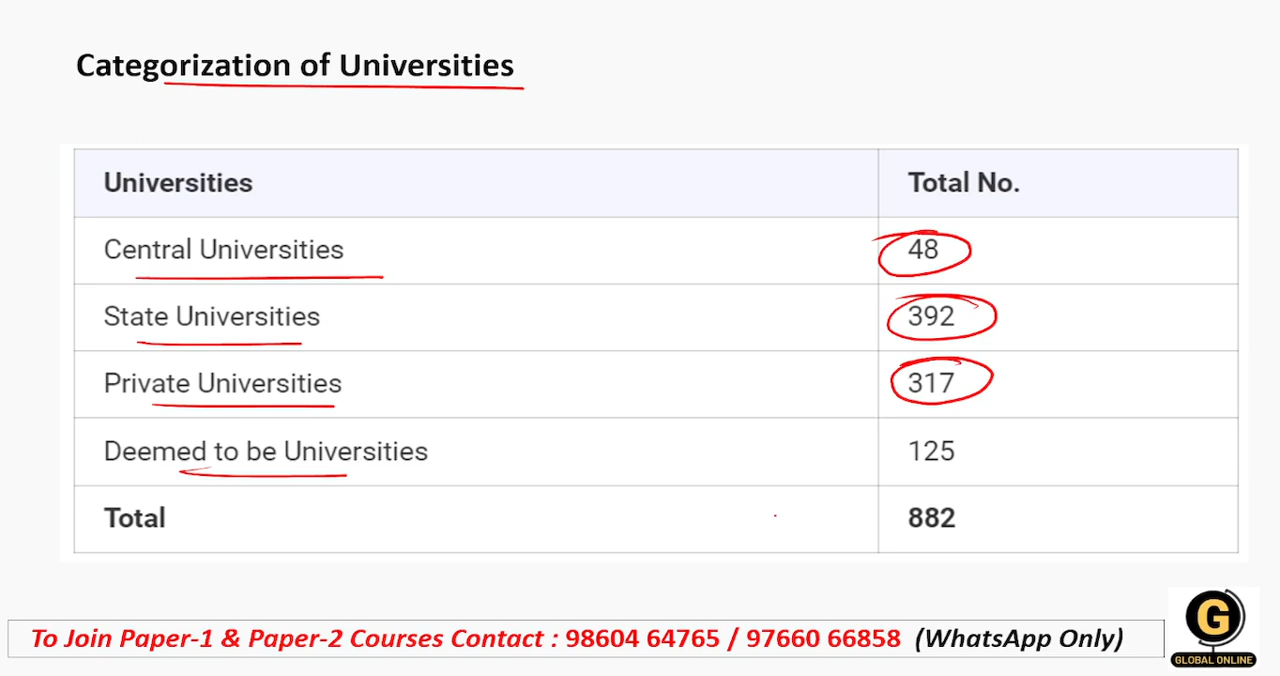 Categorization of Universities
Universities Total No.
Central Universities 48
State Universities 392
Private Universities 317
Deemed to be Universities 125
Total 882
To Join Paper-1 & Paper-2 Courses Contact : 98604 64765 / 97660 66858 (WhatsApp Only)
G
GLOBAL ONLINE